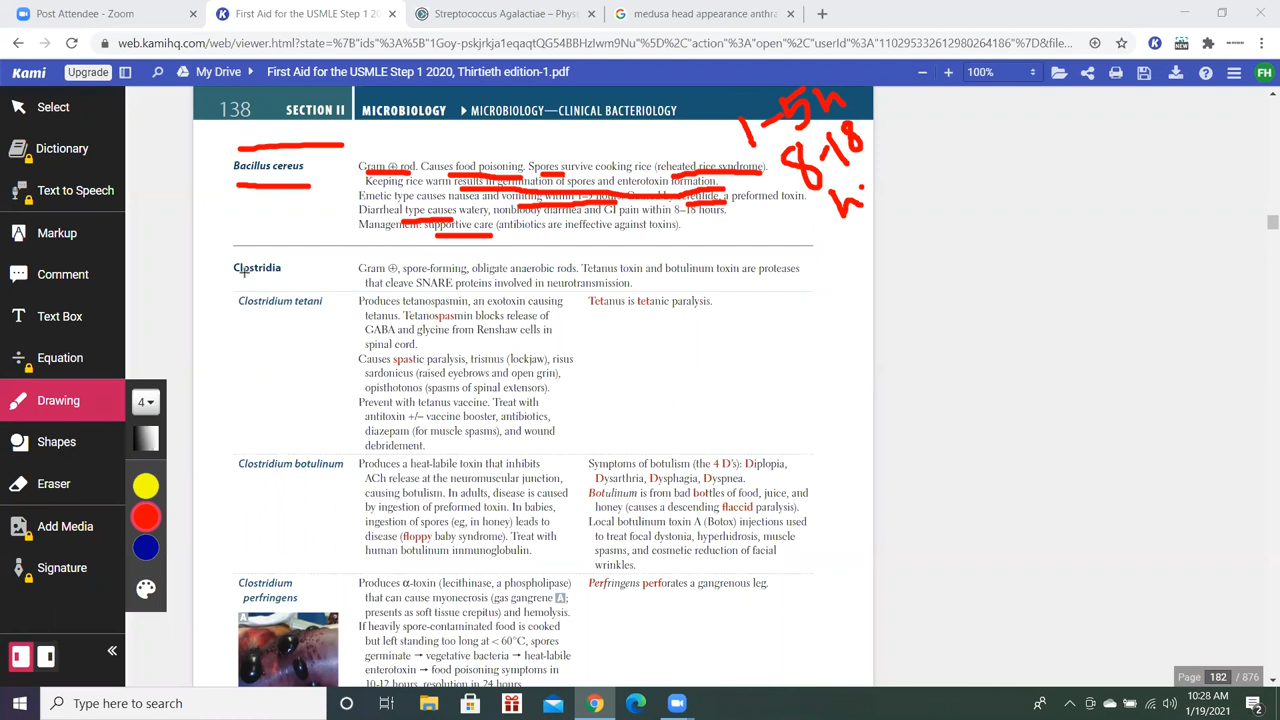 Post Attendee - Zoom
First Aid for the USMLE Step 1 20
Streptococcus Agalactiae – Physi
medusa head appearance anthra
web.kamihq.com/web/viewer.html?state=%7B"ids"%3A%5B"1Goy-pskjrkja1eqaqtQG54BBHzIwm9Nu"%5D%2C"action"%3A"open"%2C"userId"%3A"110295332612980264186"%7D&file...
NEW
Kami
Upgrade
My Drive
First Aid for the USMLE Step 1 2020, Thirtieth edition-1.pdf
100%
FH
Select
Dictionary
Text to Speech
Markup
Comment
Text Box
Equation
Drawing
4
Shapes
Eraser
Add Media
Signature
138 SECTION II MICROBIOLOGY ▸ MICROBIOLOGY—CLINICAL BACTERIOLOGY
1-5h
8-18
h.
Bacillus cereus
Gram ⊕ rod. Causes food poisoning. Spores survive cooking rice (reheated rice syndrome).
Keeping rice warm results in germination of spores and enterotoxin formation.
Emetic type causes nausea and vomiting within 1–5 hours. Caused by cereulide, a preformed toxin.
Diarrheal type causes watery, nonbloody diarrhea and GI pain within 8–18 hours.
Management: supportive care (antibiotics are ineffective against toxins).
Clostridia
Gram ⊕, spore-forming, obligate anaerobic rods. Tetanus toxin and botulinum toxin are proteases
that cleave SNARE proteins involved in neurotransmission.
Clostridium tetani
Produces tetanospasmin, an exotoxin causing
tetanus. Tetanospasmin blocks release of
GABA and glycine from Renshaw cells in
spinal cord.
Causes spastic paralysis, trismus (lockjaw), risus
sardonicus (raised eyebrows and open grin),
opisthotonos (spasms of spinal extensors).
Prevent with tetanus vaccine. Treat with
antitoxin +/− vaccine booster, antibiotics,
diazepam (for muscle spasms), and wound
debridement.
Tetanus is tetanic paralysis.
Clostridium botulinum
Produces a heat-labile toxin that inhibits
ACh release at the neuromuscular junction,
causing botulism. In adults, disease is caused
by ingestion of preformed toxin. In babies,
ingestion of spores (eg, in honey) leads to
disease (floppy baby syndrome). Treat with
human botulinum immunoglobulin.
Symptoms of botulism (the 4 D's): Diplopia,
Dysarthria, Dysphagia, Dyspnea.
Botulinum is from bad bottles of food, juice, and
honey (causes a descending flaccid paralysis).
Local botulinum toxin A (Botox) injections used
to treat focal dystonia, hyperhidrosis, muscle
spasms, and cosmetic reduction of facial
wrinkles.
Clostridium
perfringens
A
Produces α-toxin (lecithinase, a phospholipase)
that can cause myonecrosis (gas gangrene A;
presents as soft tissue crepitus) and hemolysis.
If heavily spore-contaminated food is cooked
but left standing too long at < 60°C, spores
germinate → vegetative bacteria → heat-labile
enterotoxin → food poisoning symptoms in
10-12 hours, resolution in 24 hours.
Perfringens perforates a gangrenous leg.
Page 182 / 876
Type here to search
10:28 AM
1/19/2021
2